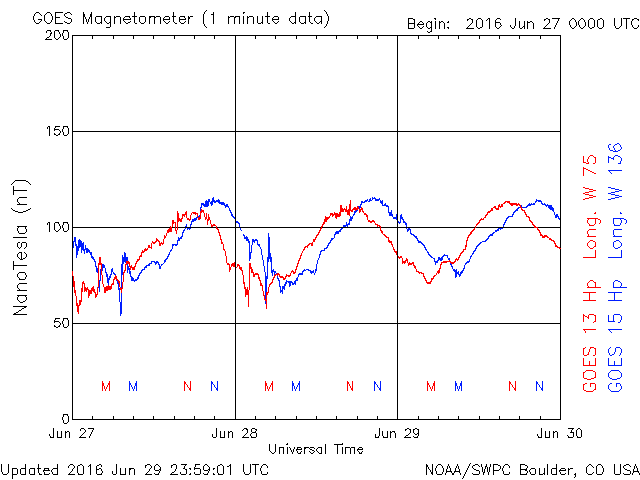 GOES Magnetometer (1 minute data)
Begin: 2016 Jun 27 0000 UTC
200
150
100
50
0
NanoTesla (nT)
M M N N M M N N M M N N
Jun 27 Jun 28 Jun 29 Jun 30
Universal Time
GOES 13 Hp Long. W 75
GOES 15 Hp Long. W 136
Updated 2016 Jun 29 23:59:01 UTC
NOAA/SWPC Boulder, CO USA